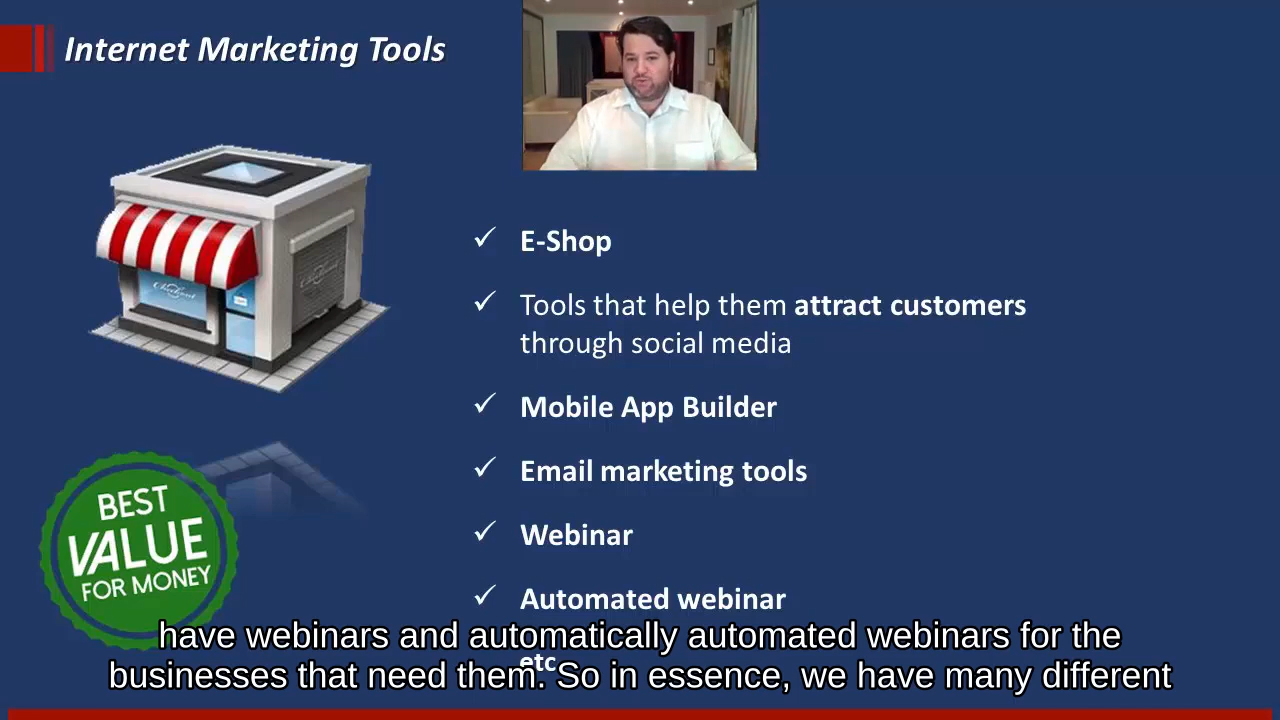 Internet Marketing Tools
✓ E-Shop
✓ Tools that help them attract customers
through social media
✓ Mobile App Builder
✓ Email marketing tools
✓ Webinar
✓ Automated webinar
etc
BEST
VALUE
FOR MONEY
have webinars and automatically automated webinars for the
businesses that need them. So in essence, we have many different